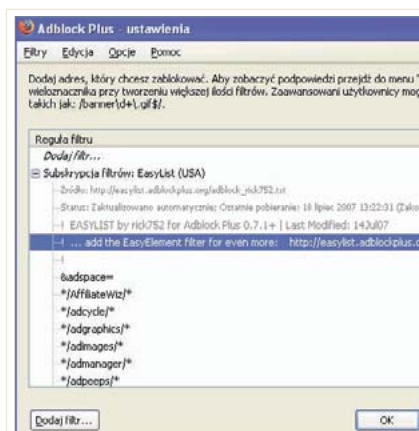 Adblock Plus - ustawienia
Filtry Edycja Opcje Pomoc
Dodaj adres, który chcesz zablokować. Aby zobaczyć podpowiedzi przejdź do menu "
wieloznacznika przy tworzeniu większej ilości filtrów. Zaawansowani użytkownicy mog
takich jak: /banner\d+\.gif$/.
Reguła filtru
Dodaj filtr...
Subskrypcja filtrów: EasyList (USA)
Źródło: http://easylist.adblockplus.org/adblock_rick752.txt
Status: Zaktualizowano automatycznie; Ostatnie pobieranie: 18 lipiec 2007 13:22:31 (Zako
! EASYLIST by rick752 for Adblock Plus 0.7.1+ | Last Modified: 14Jul07
! ... add the EasyElement filter for even more: http://easylist.adblockplus.o
!
&adspace=
*/AffiliateWiz/*
*/adcycle/*
*/adgraphics/*
*/adimages/*
*/admanager/*
*/adpeeps/*
Dodaj filtr... OK